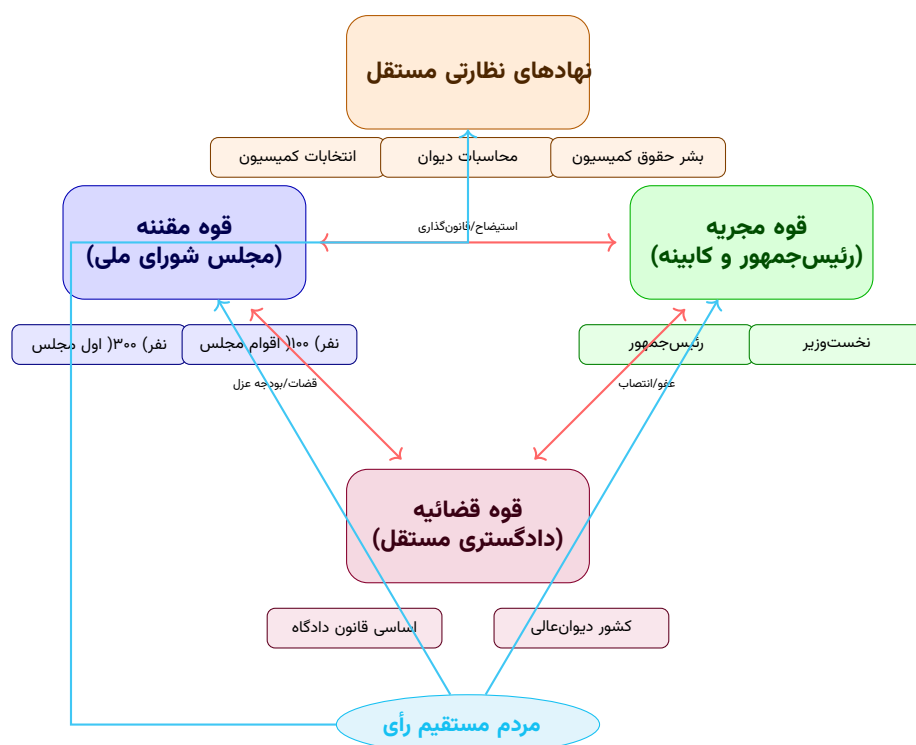 نهادهای نظارتی مستقل
بشر حقوق کمیسیون
محاسبات دیوان
انتخابات کمیسیون
قوه مجریه
(رئیس‌جمهور و کابینه)
استیضاح/قانون‌گذاری
قوه مقننه
(مجلس شورای ملی)
نخست‌وزیر
رئیس‌جمهور
نفر) ۱۰۰( اقوام مجلس
نفر) ۳۰۰( اول مجلس
عفو/انتصاب
قضات/بودجه عزل
قوه قضائیه
(دادگستری مستقل)
کشور دیوان‌عالی
اساسی قانون دادگاه
مردم مستقیم رأی